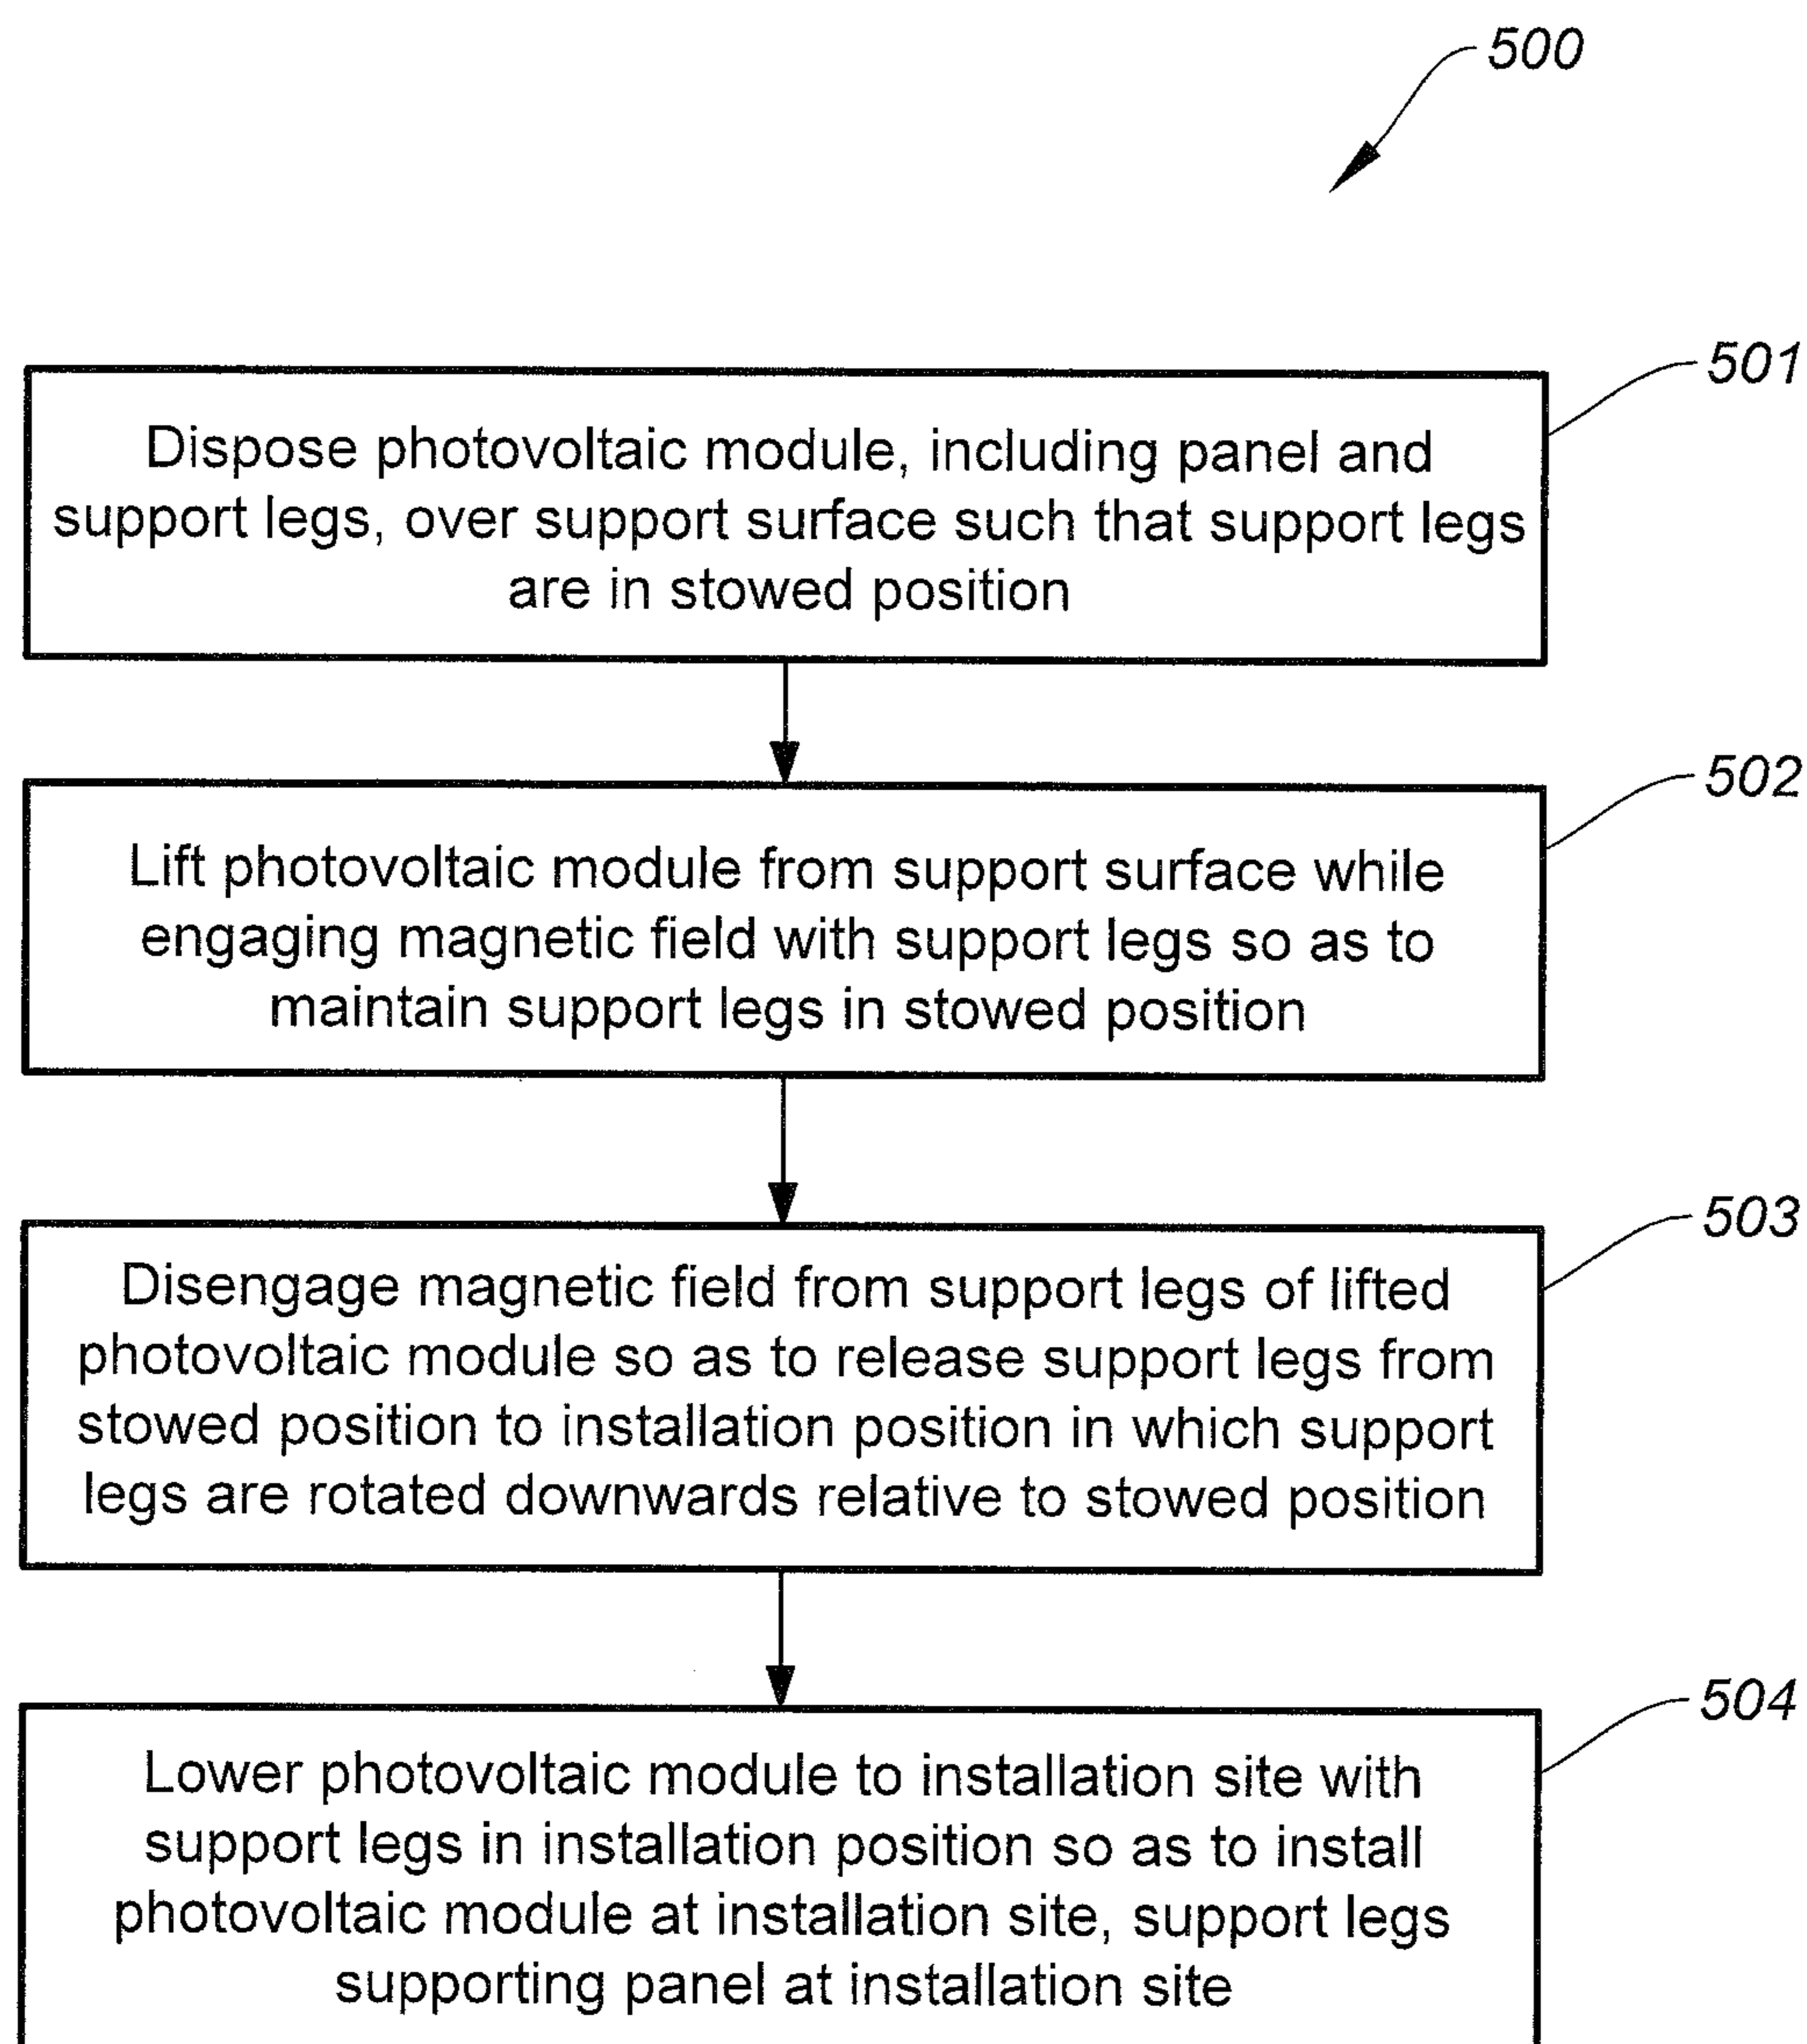 500
501
Dispose photovoltaic module, including panel and
support legs, over support surface such that support legs
are in stowed position
502
Lift photovoltaic module from support surface while
engaging magnetic field with support legs so as to
maintain support legs in stowed position
503
Disengage magnetic field from support legs of lifted
photovoltaic module so as to release support legs from
stowed position to installation position in which support
legs are rotated downwards relative to stowed position
504
Lower photovoltaic module to installation site with
support legs in installation position so as to install
photovoltaic module at installation site, support legs
supporting panel at installation site